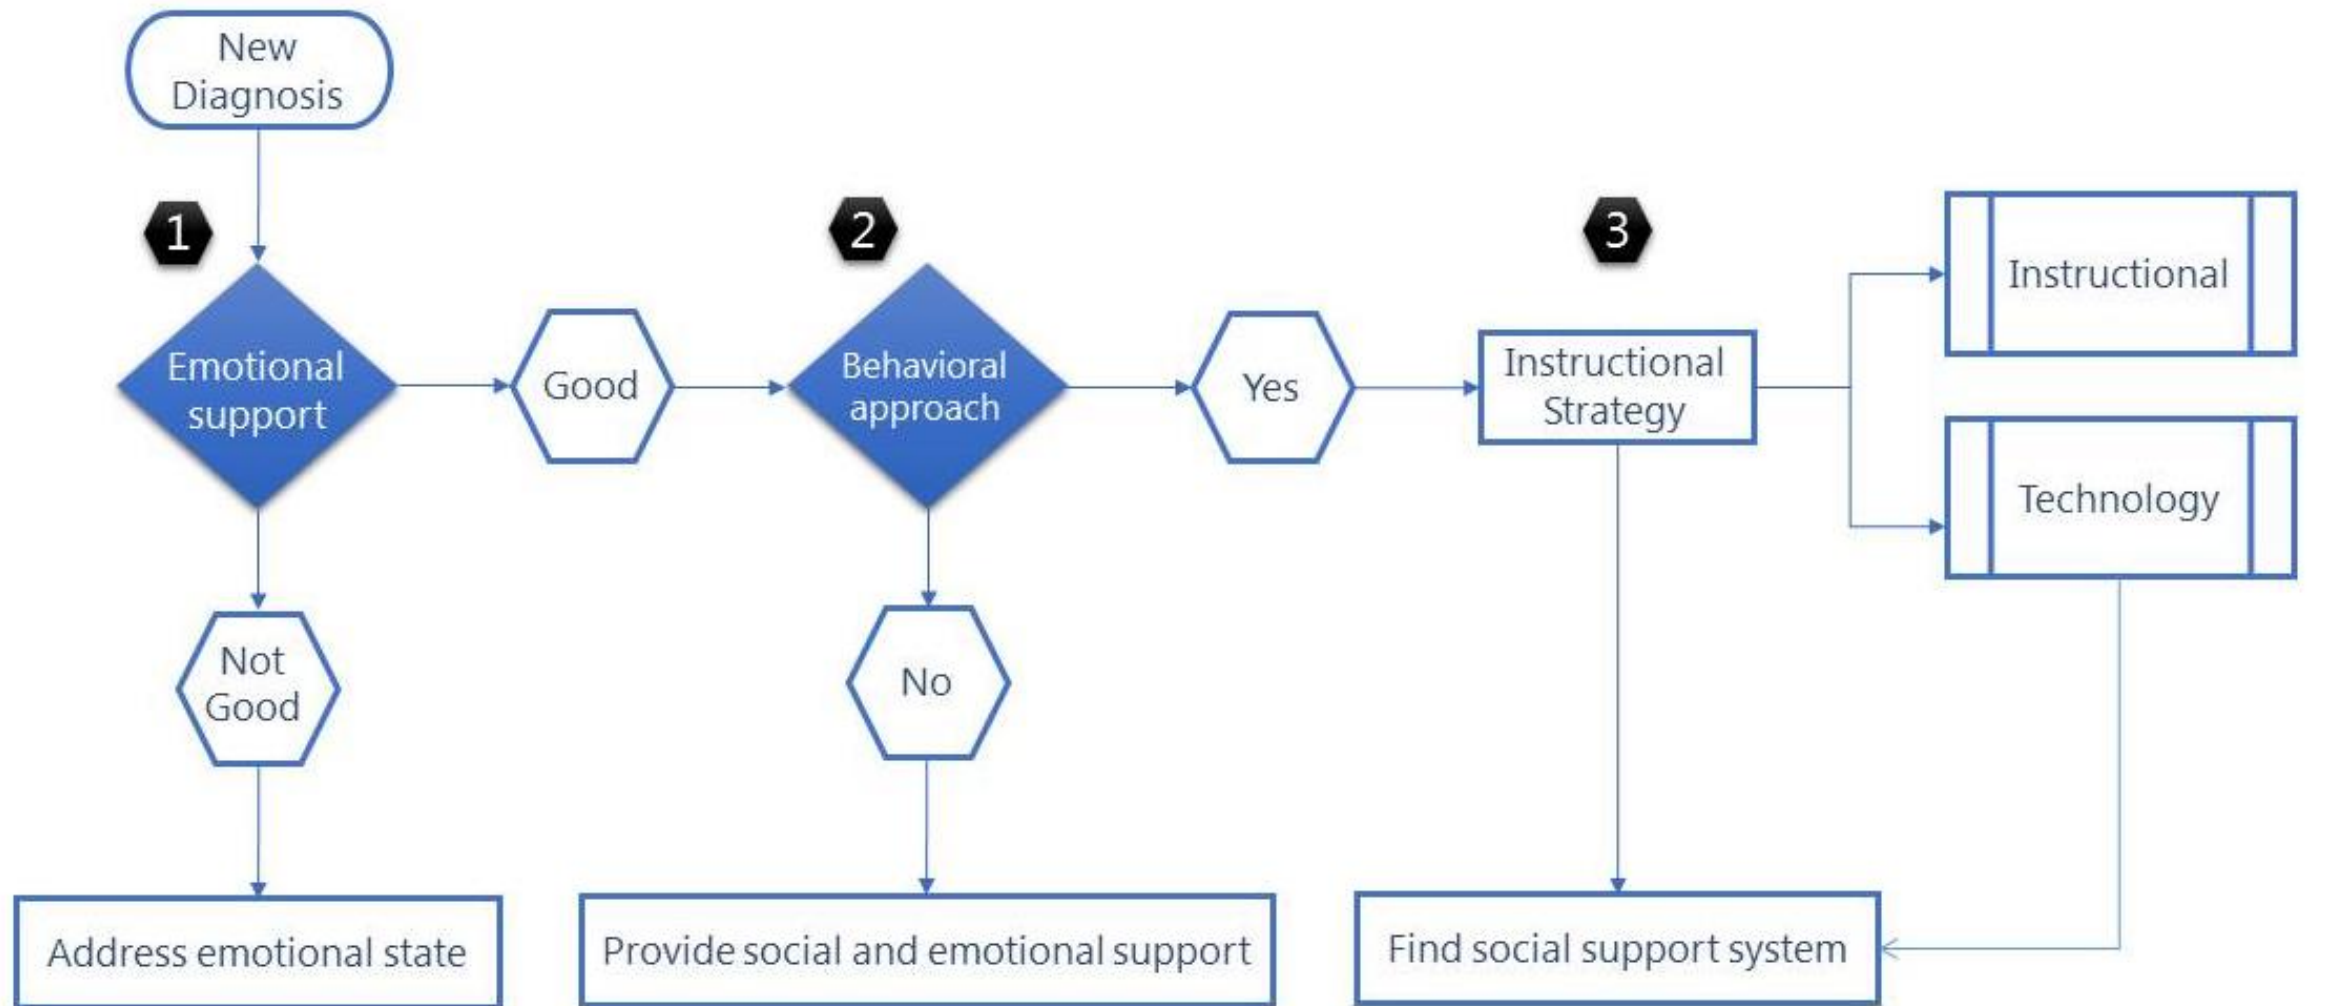 New
Diagnosis
1
2
3
Emotional
support
Good
Behavioral
approach
Yes
Instructional
Strategy
Instructional
Technology
Not
Good
No
Address emotional state
Provide social and emotional support
Find social support system